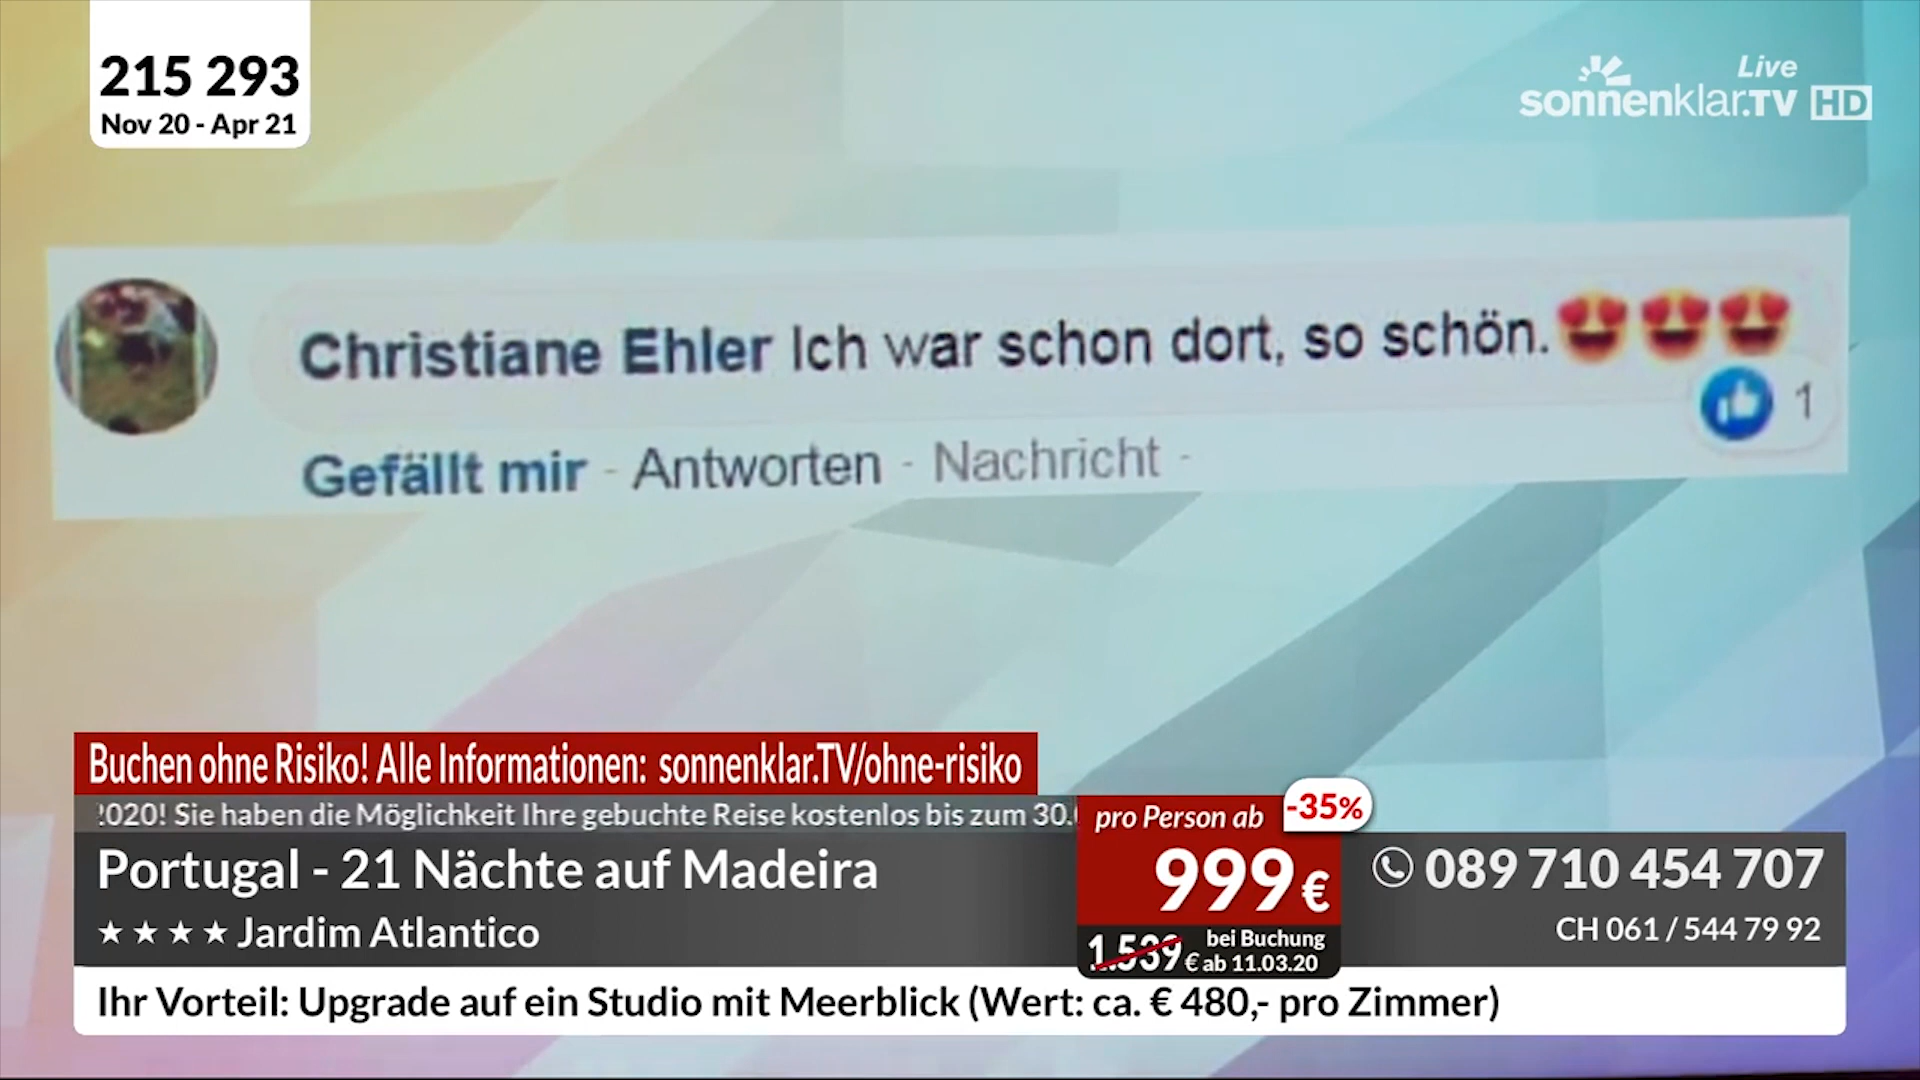 215 293
Nov 20 - Apr 21
Live
sonnenklar.TV HD
Christiane Ehler Ich war schon dort, so schön.😍😍😍
1
Gefällt mir - Antworten - Nachricht -
Buchen ohne Risiko! Alle Informationen: sonnenklar.TV/ohne-risiko
2020! Sie haben die Möglichkeit Ihre gebuchte Reise kostenlos bis zum 30.
Portugal - 21 Nächte auf Madeira
★★★★ Jardim Atlantico
pro Person ab
-35%
999 €
1.539 €
bei Buchung
ab 11.03.20
089 710 454 707
CH 061 / 544 79 92
Ihr Vorteil: Upgrade auf ein Studio mit Meerblick (Wert: ca. € 480,- pro Zimmer)